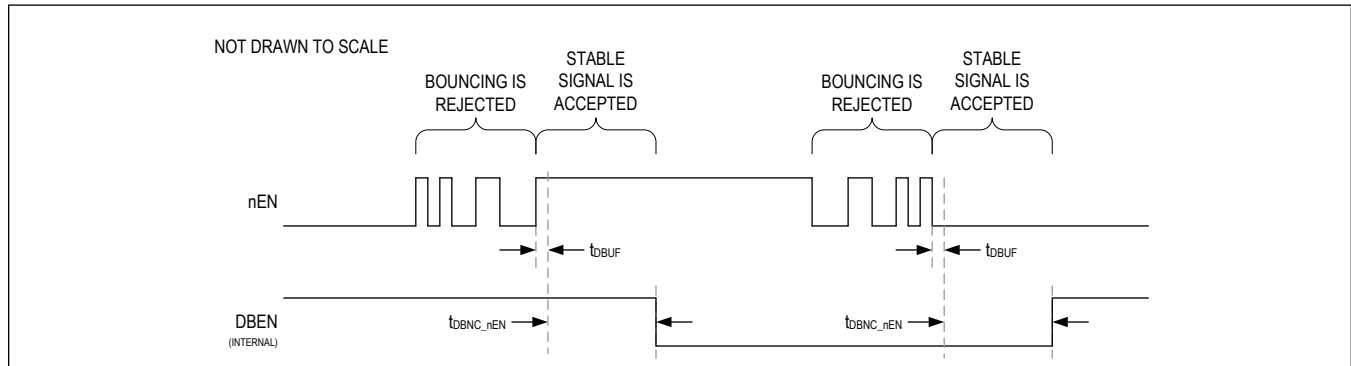 NOT DRAWN TO SCALE
BOUNCING IS
REJECTED
STABLE
SIGNAL IS
ACCEPTED
BOUNCING IS
REJECTED
STABLE
SIGNAL IS
ACCEPTED
nEN
tDBUF
tDBUF
DBEN
(INTERNAL)
tDBNC_nEN
tDBNC_nEN